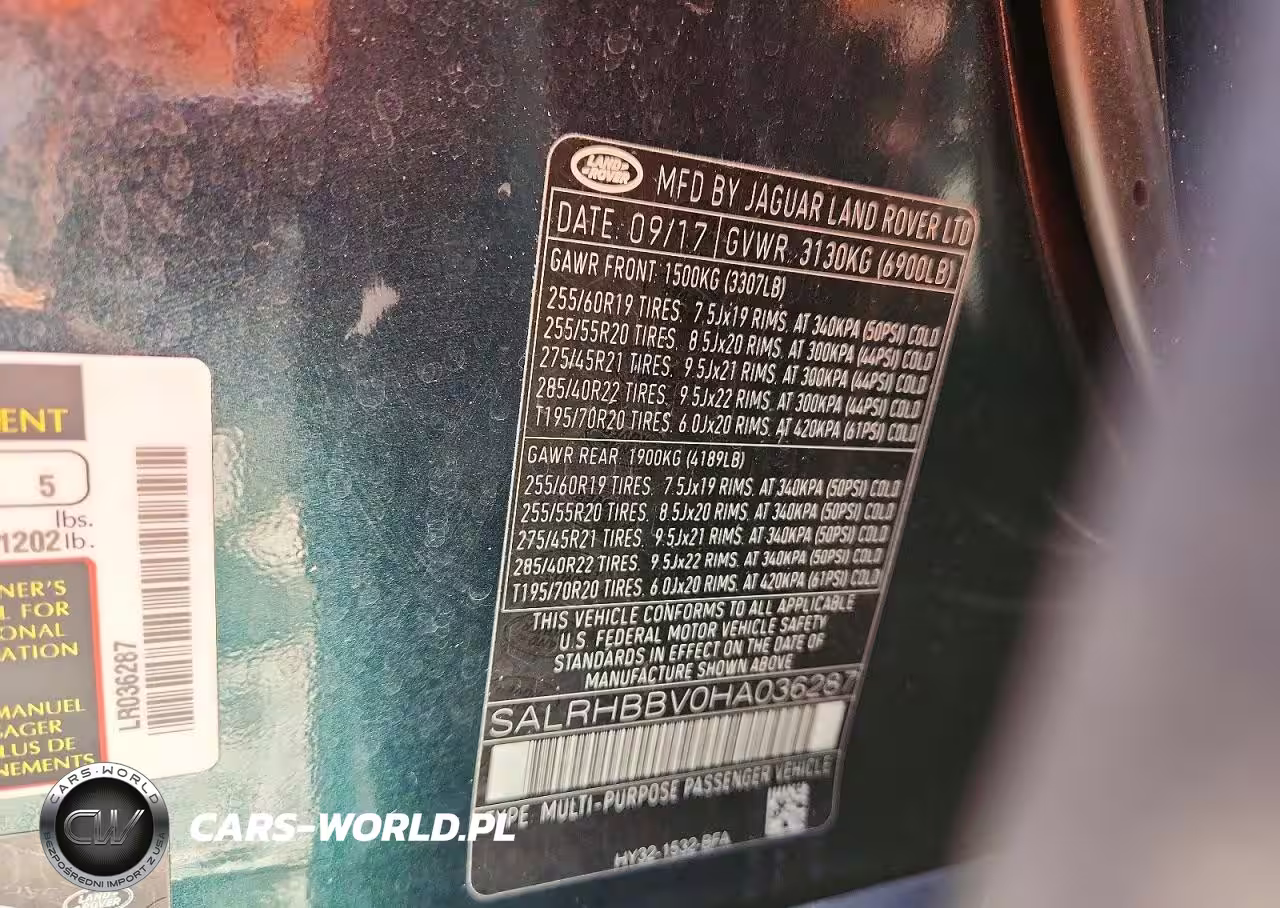 LAND ROVER
MFD BY JAGUAR LAND ROVER LTD
DATE: 09/17 GVWR: 3130KG (6900LB)
GAWR FRONT 1500KG (3307LB)
255/60R19 TIRES, 7.5Jx19 RIMS, AT 340KPA (50PSI) COLD
255/55R20 TIRES, 8.5Jx20 RIMS, AT 300KPA (44PSI) COLD
275/45R21 TIRES, 9.5Jx21 RIMS, AT 300KPA (44PSI) COLD
285/40R22 TIRES, 9.5Jx22 RIMS, AT 300KPA (44PSI) COLD
T195/70R20 TIRES, 6.0Jx20 RIMS, AT 420KPA (61PSI) COLD
GAWR REAR 1900KG (4189LB)
255/60R19 TIRES, 7.5Jx19 RIMS, AT 340KPA (50PSI) COLD
255/55R20 TIRES, 8.5Jx20 RIMS, AT 340KPA (50PSI) COLD
275/45R21 TIRES, 9.5Jx21 RIMS, AT 340KPA (50PSI) COLD
285/40R22 TIRES, 9.5Jx22 RIMS, AT 340KPA (50PSI) COLD
T195/70R20 TIRES, 6.0Jx20 RIMS, AT 420KPA (61PSI) COLD
THIS VEHICLE CONFORMS TO ALL APPLICABLE
U.S. FEDERAL MOTOR VEHICLE SAFETY
STANDARDS IN EFFECT ON THE DATE OF
MANUFACTURE SHOWN ABOVE
SALRHBBV0HA036287
TYPE: MULTI-PURPOSE PASSENGER VEHICLE
HY32-1532-BFA
ENT
5
lbs.
1202 lb.
NER'S
L FOR
ONAL
ATION
MANUEL
AGER
LUS DE
NEMENTS
LR036287
CARS-WORLD
CW
BEZPOŚREDNI IMPORT Z USA
CARS-WORLD.PL
LAND ROVER